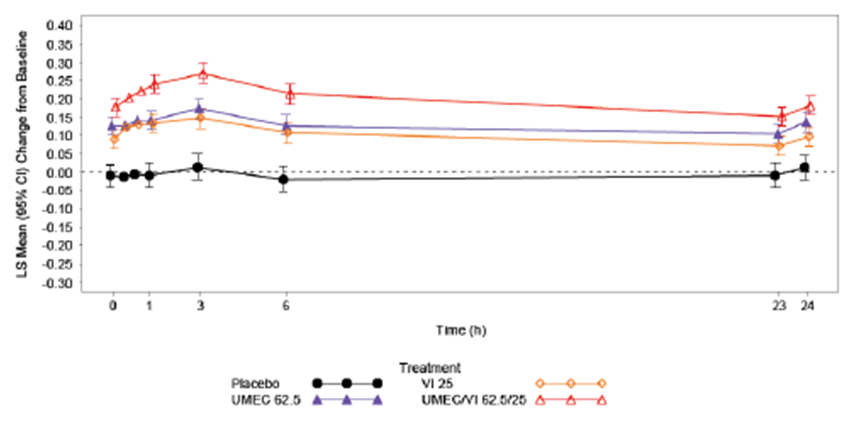 LS Mean (95% CI) Change from Baseline
0.40
0.35
0.30
0.25
0.20
0.15
0.10
0.05
0.00
-0.05
-0.10
-0.15
-0.20
-0.25
-0.30
0 1 3 6 23 24
Time (h)
Treatment
Placebo VI 25
UMEC 62.5 UMEC/VI 62.5/25